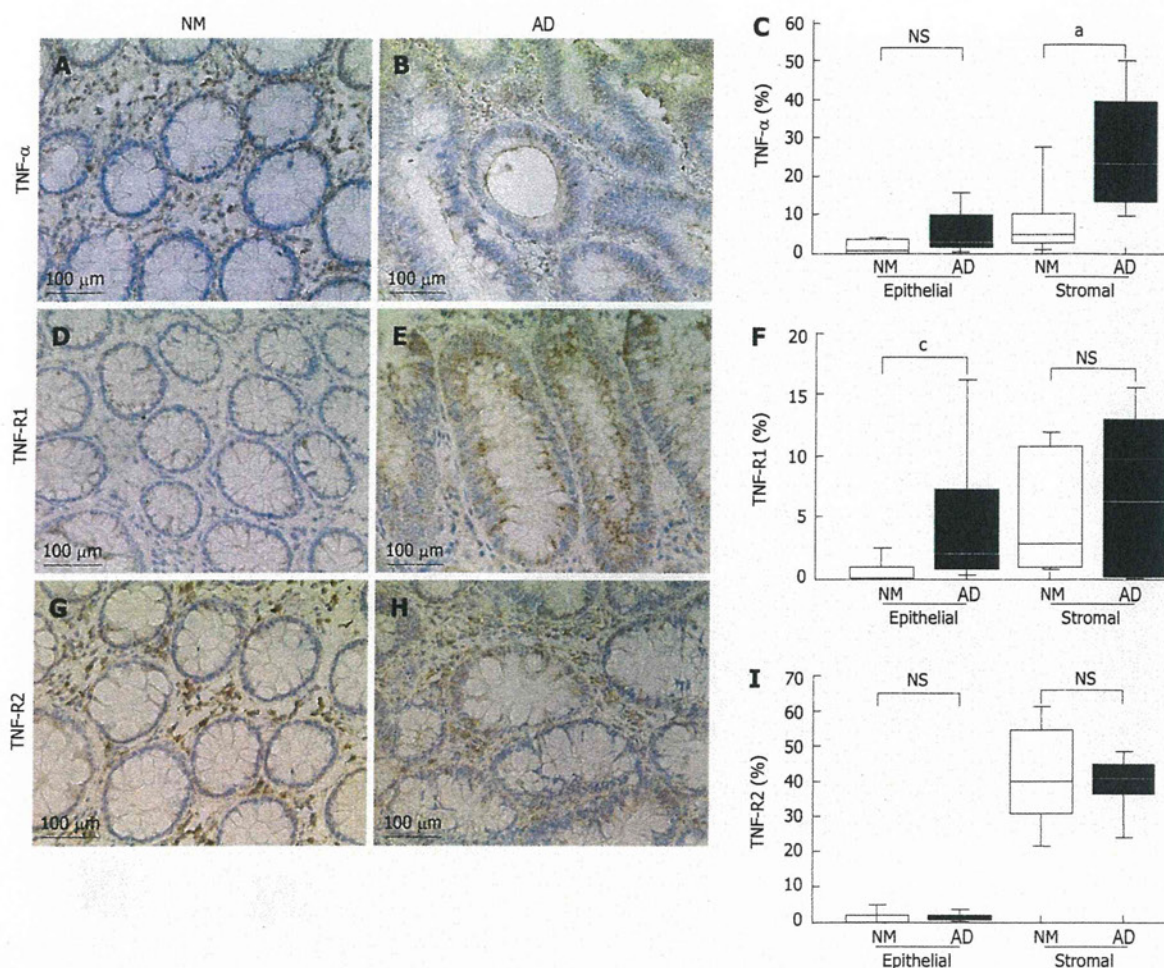 NM AD
TNF-α
A
100 μm
B
100 μm
C
TNF-α (%)
60
50
40
30
20
10
0
NS
a
NM AD NM AD
Epithelial Stromal
TNF-R1
D
100 μm
E
100 μm
F
TNF-R1 (%)
20
15
10
5
0
c
NS
NM AD NM AD
Epithelial Stromal
TNF-R2
G
100 μm
H
100 μm
I
TNF-R2 (%)
70
60
50
40
30
20
10
0
NS
NS
NM AD NM AD
Epithelial Stromal